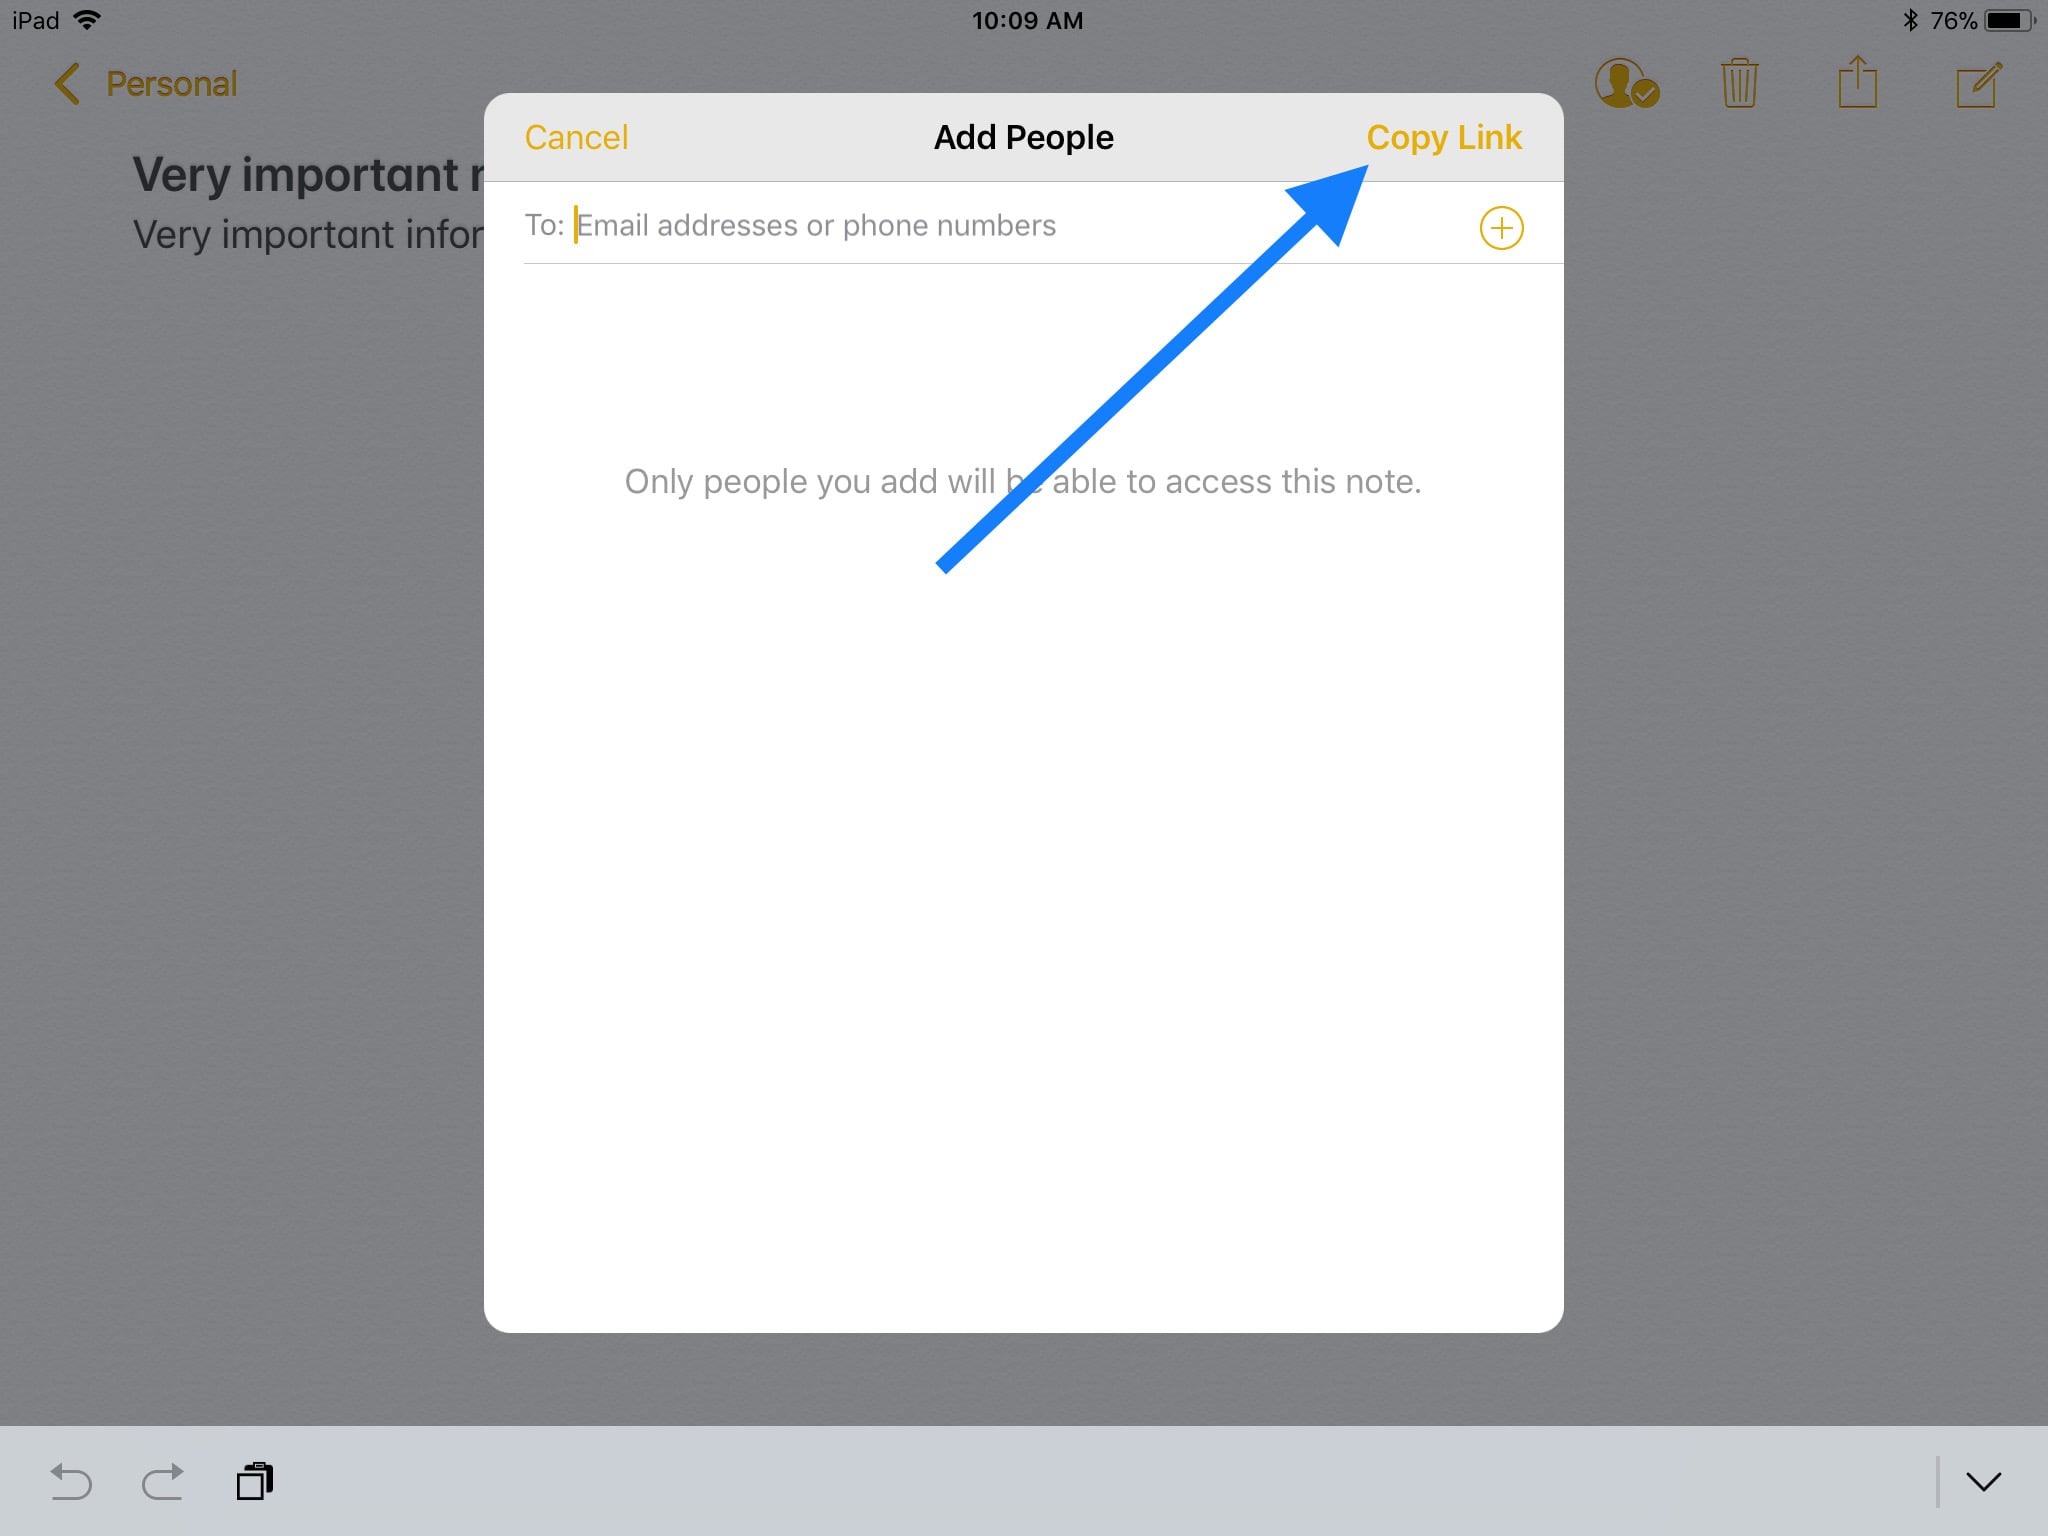 iPad 10:09 AM 76%
Personal
Cancel Add People Copy Link
Very important
Very important infor
To: Email addresses or phone numbers
Only people you add will be able to access this note.